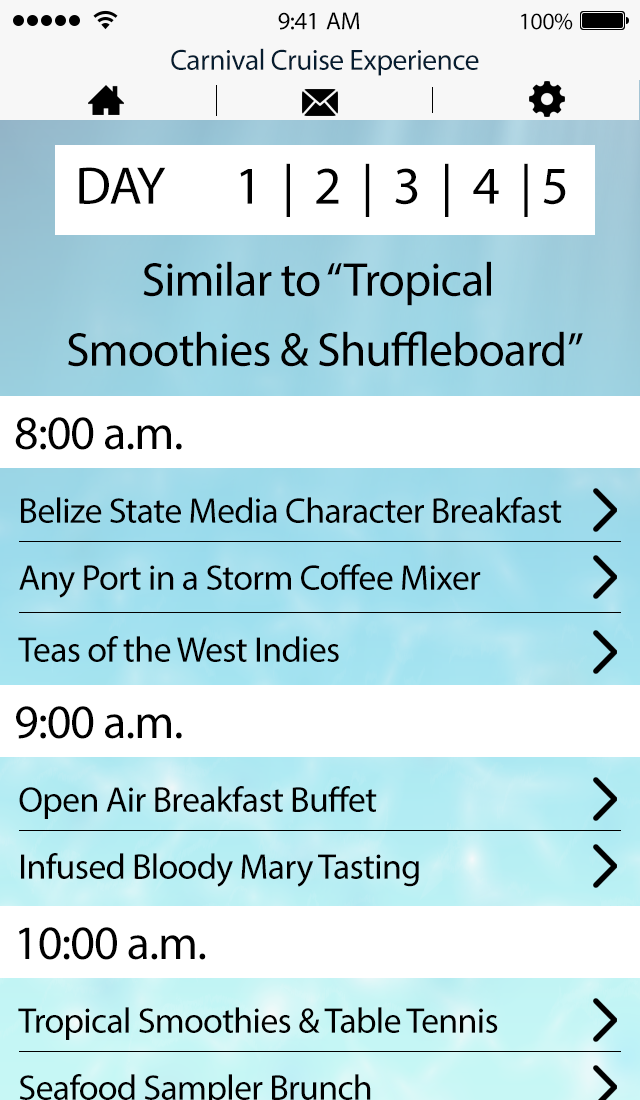 9:41 AM
100%
Carnival Cruise Experience
DAY 1 | 2 | 3 | 4 | 5
Similar to “Tropical
Smoothies & Shuffleboard”
8:00 a.m.
Belize State Media Character Breakfast
Any Port in a Storm Coffee Mixer
Teas of the West Indies
9:00 a.m.
Open Air Breakfast Buffet
Infused Bloody Mary Tasting
10:00 a.m.
Tropical Smoothies & Table Tennis
Seafood Sampler Brunch